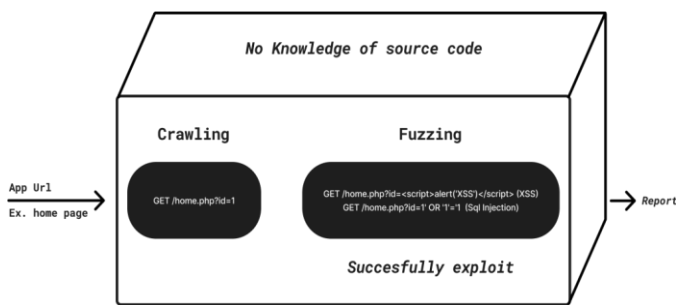 No Knowledge of source code
Crawling
Fuzzing
App Url
Ex. home page
GET /home.php?id=1
GET /home.php?id=<script>alert('XSS')</script> (XSS)
GET /home.php?id=1' OR '1'='1 (Sql Injection)
Report
Succesfully exploit